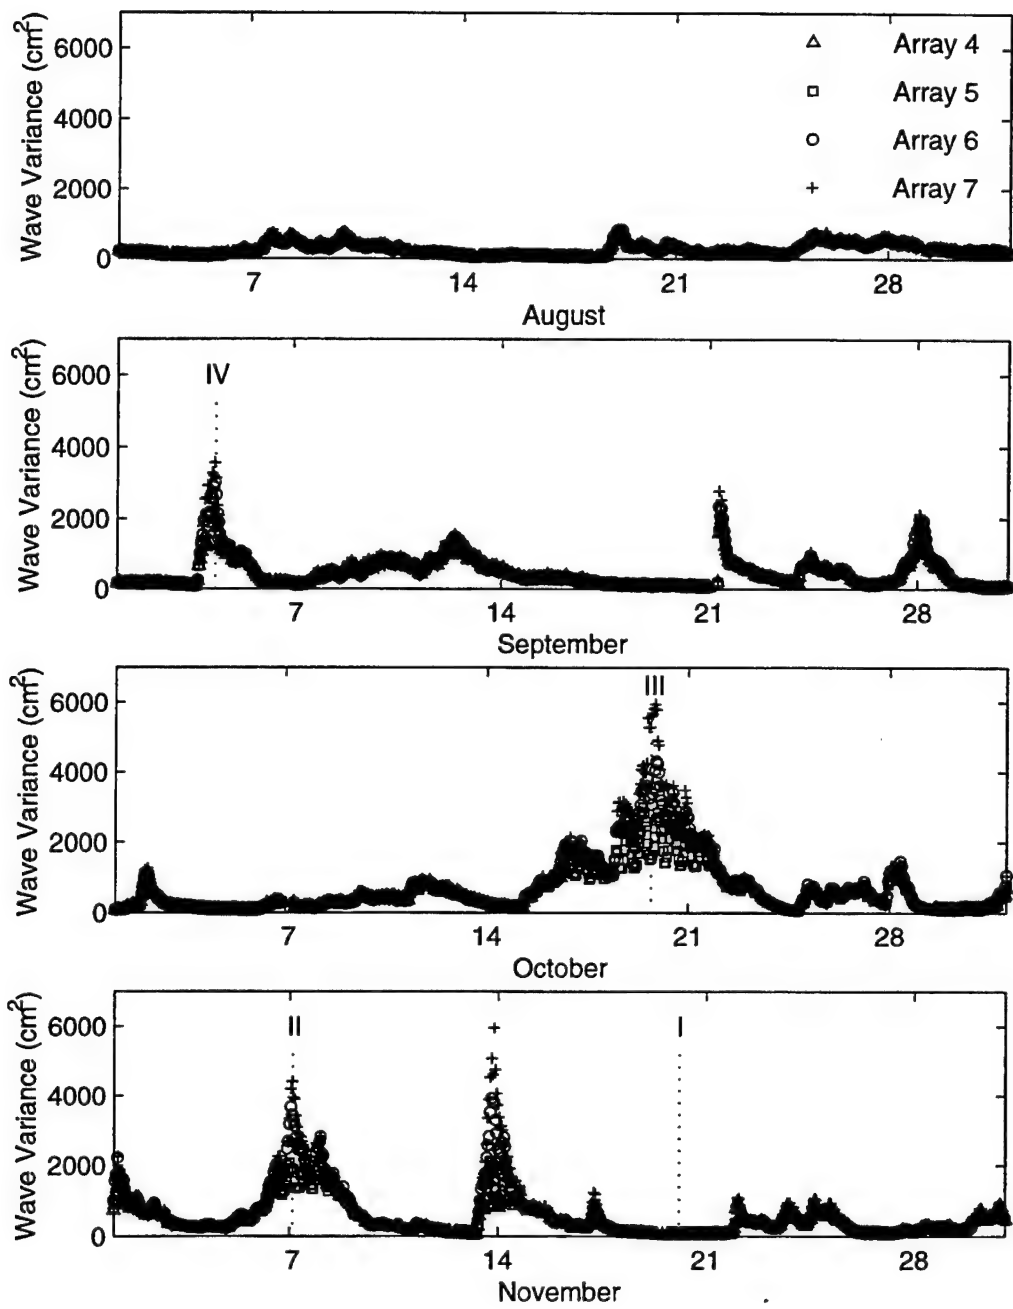 Wave Variance (cm²)
6000
4000
2000
0
Array 4
Array 5
Array 6
Array 7
7 14 21 28
August
Wave Variance (cm²)
6000
4000
2000
0
IV
7 14 21 28
September
Wave Variance (cm²)
6000
4000
2000
0
III
7 14 21 28
October
Wave Variance (cm²)
6000
4000
2000
0
II
I
7 14 21 28
November